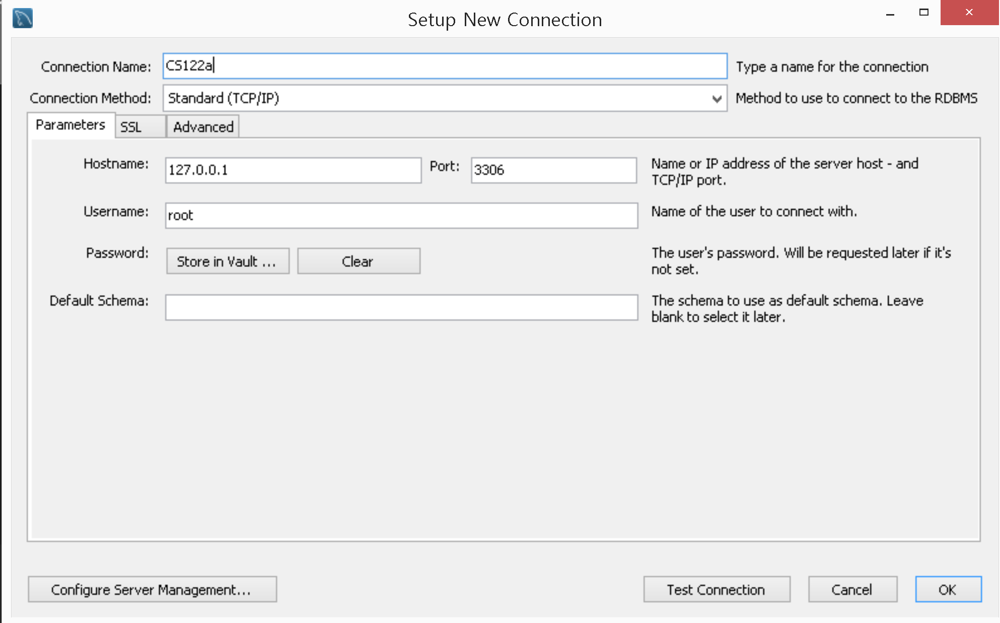 Setup New Connection
Connection Name: CS122a Type a name for the connection
Connection Method: Standard (TCP/IP) Method to use to connect to the RDBMS
Parameters SSL Advanced
Hostname: 127.0.0.1 Port: 3306 Name or IP address of the server host - and
TCP/IP port.
Username: root Name of the user to connect with.
Password: Store in Vault ... Clear The user's password. Will be requested later if it's
not set.
Default Schema: The schema to use as default schema. Leave
blank to select it later.
Configure Server Management... Test Connection Cancel OK